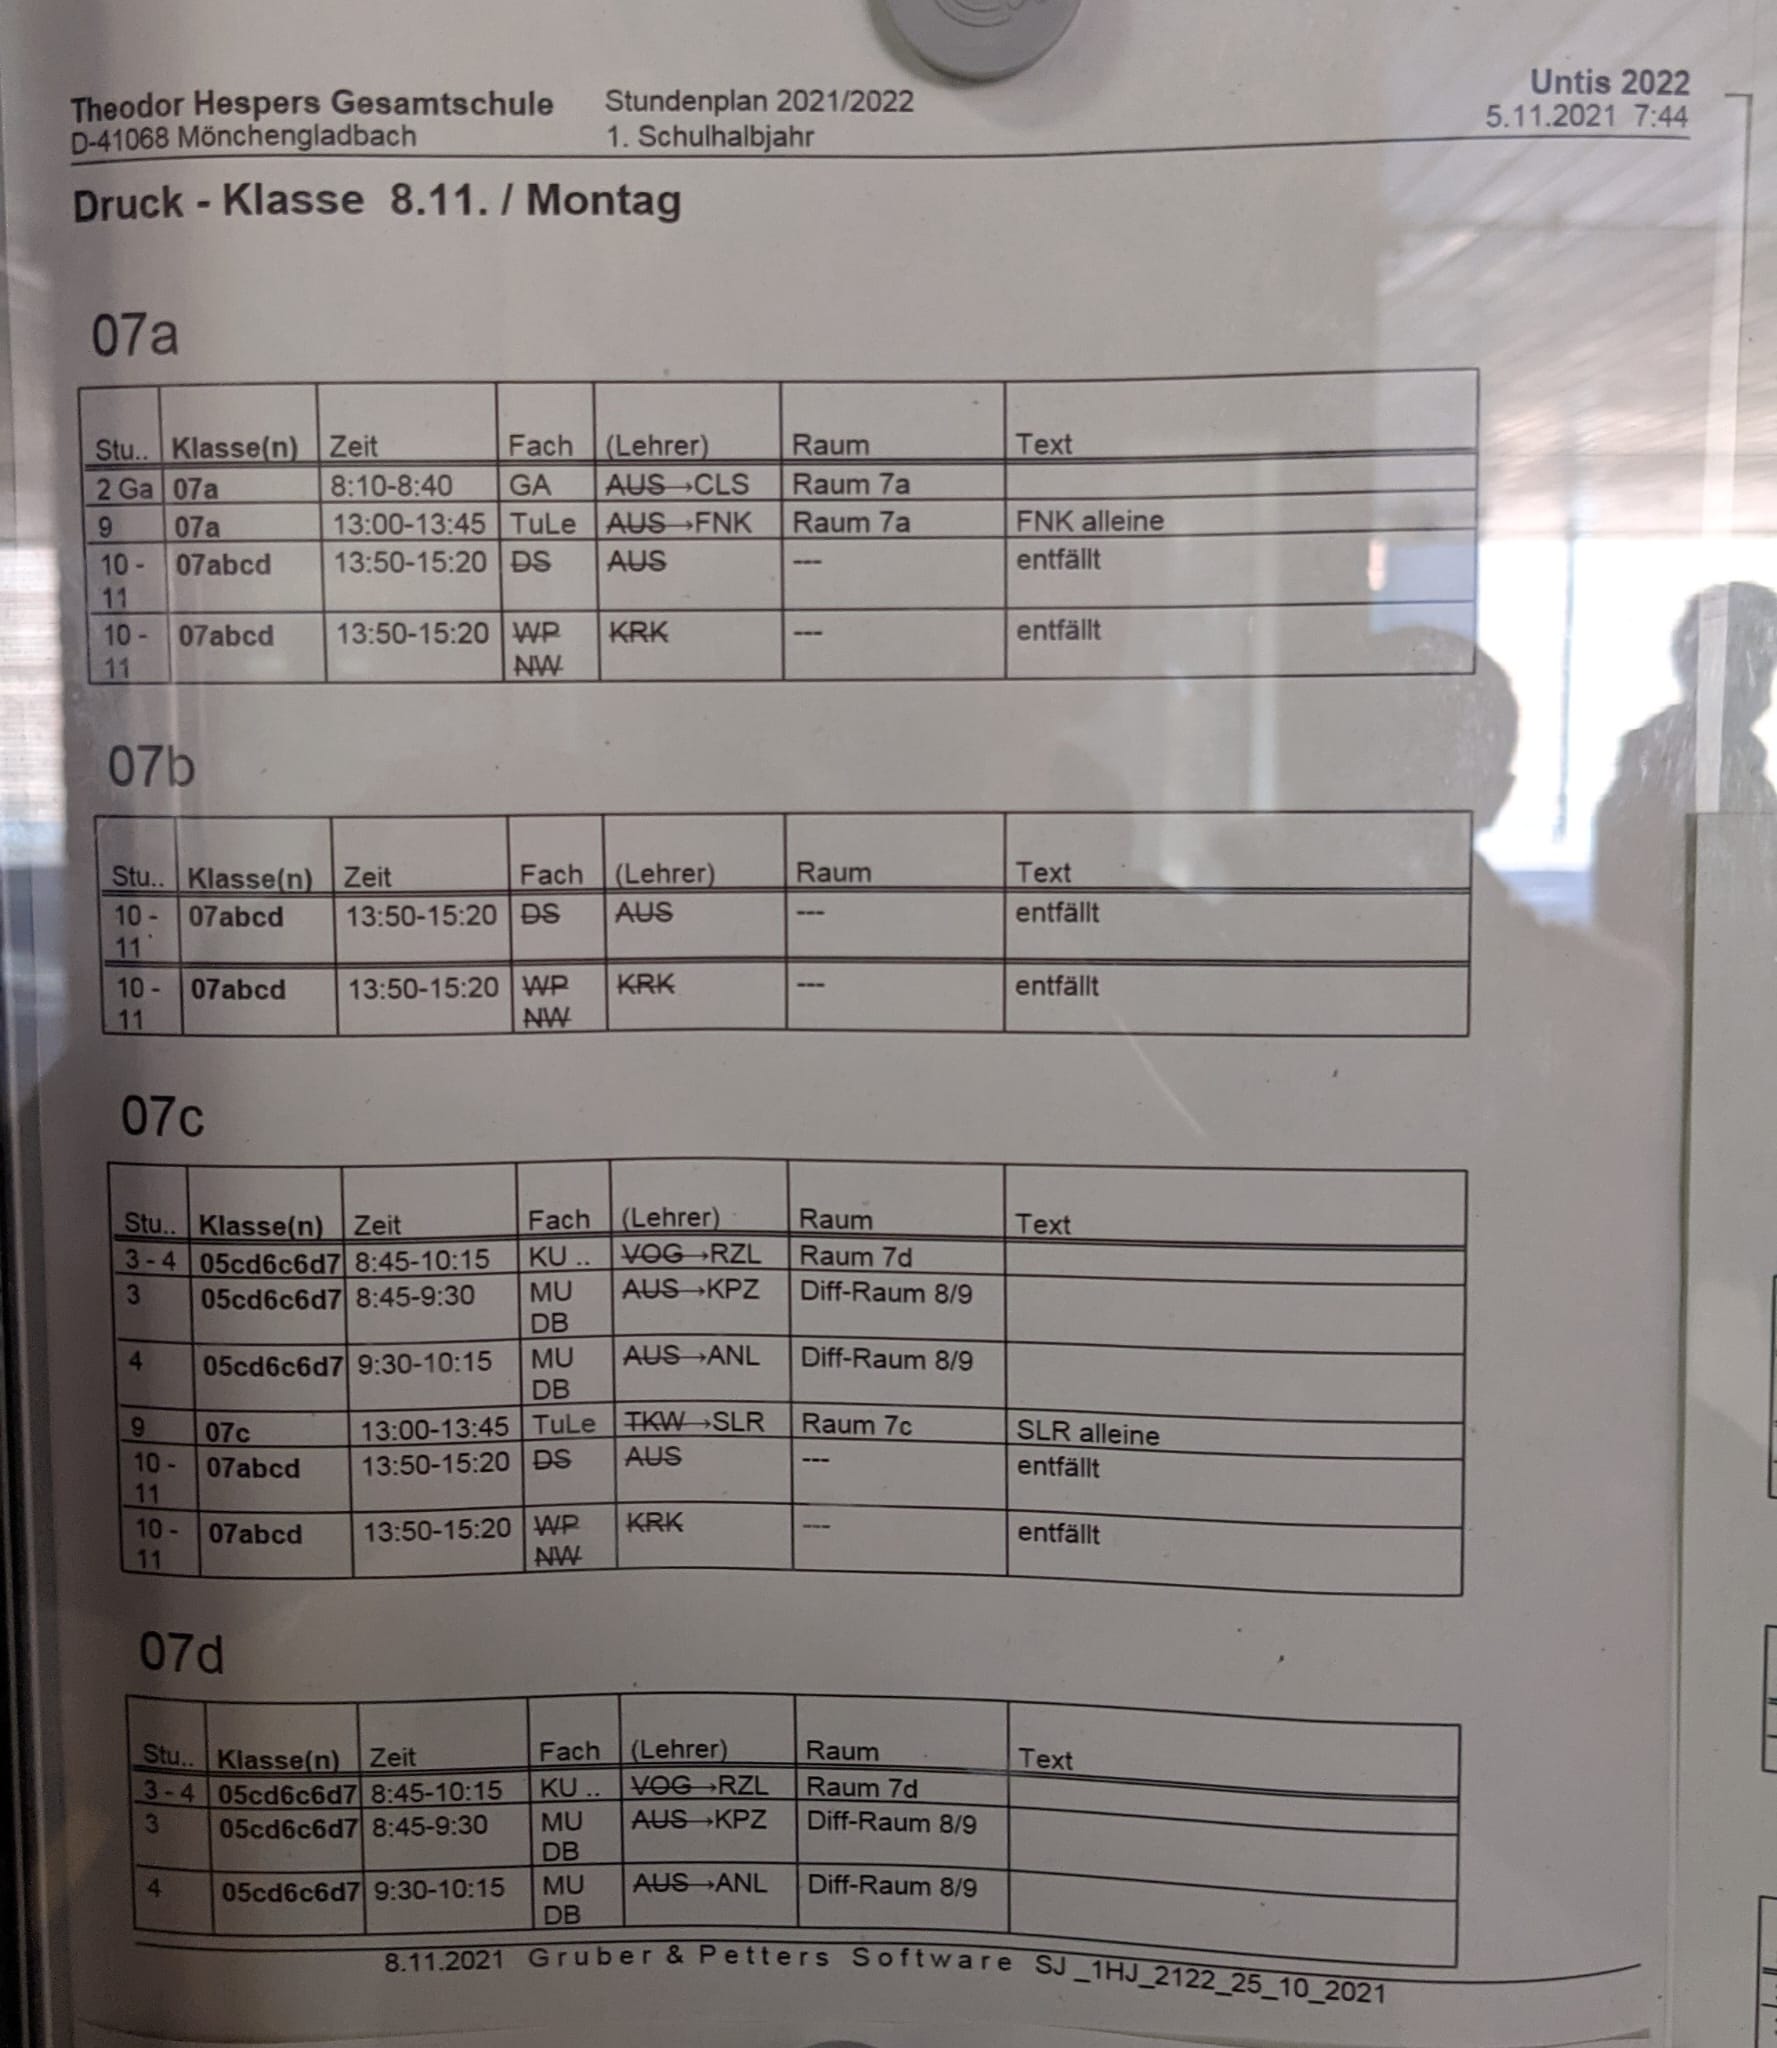 Theodor Hespers Gesamtschule Stundenplan 2021/2022 Untis 2022
D-41068 Mönchengladbach 1. Schulhalbjahr 5.11.2021 7:44
Druck - Klasse 8.11. / Montag
07a
Stu.. Klasse(n) Zeit Fach (Lehrer) Raum Text
2 Ga 07a 8:10-8:40 GA AUS→CLS Raum 7a
9 07a 13:00-13:45 TuLe AUS→FNK Raum 7a FNK alleine
10 - 07abcd 13:50-15:20 DS AUS --- entfällt
11
10 - 07abcd 13:50-15:20 WP KRK --- entfällt
11 NW
07b
Stu.. Klasse(n) Zeit Fach (Lehrer) Raum Text
10 - 07abcd 13:50-15:20 DS AUS --- entfällt
11
10 - 07abcd 13:50-15:20 WP KRK --- entfällt
11 NW
07c
Stu.. Klasse(n) Zeit Fach (Lehrer) Raum Text
3 - 4 05cd6c6d7 8:45-10:15 KU .. VOG→RZL Raum 7d
3 05cd6c6d7 8:45-9:30 MU AUS→KPZ Diff-Raum 8/9
DB
4 05cd6c6d7 9:30-10:15 MU AUS→ANL Diff-Raum 8/9
DB
9 07c 13:00-13:45 TuLe TKW→SLR Raum 7c SLR alleine
10 - 07abcd 13:50-15:20 DS AUS --- entfällt
11
10 - 07abcd 13:50-15:20 WP KRK --- entfällt
11 NW
07d
Stu.. Klasse(n) Zeit Fach (Lehrer) Raum Text
3 - 4 05cd6c6d7 8:45-10:15 KU .. VOG→RZL Raum 7d
3 05cd6c6d7 8:45-9:30 MU AUS→KPZ Diff-Raum 8/9
DB
4 05cd6c6d7 9:30-10:15 MU AUS→ANL Diff-Raum 8/9
DB
8.11.2021 Gruber & Petters Software SJ_1HJ_2122_25_10_2021